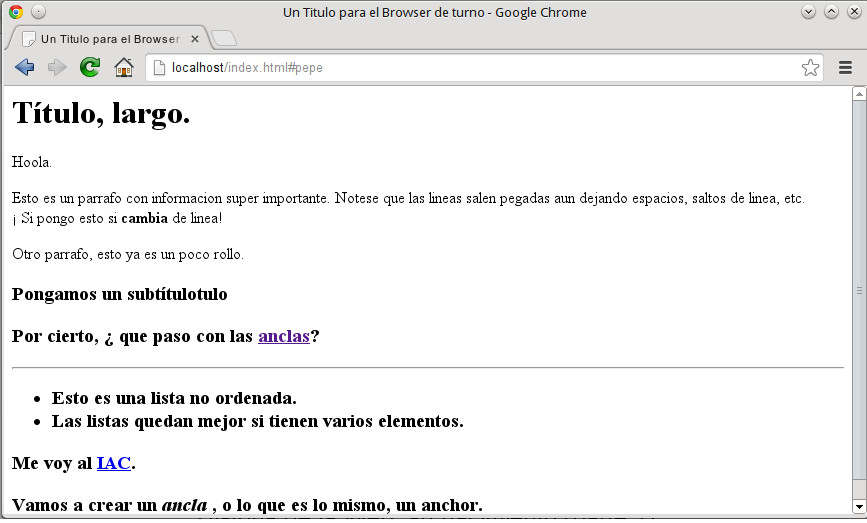 Un Titulo para el Browser de turno - Google Chrome
Un Titulo para el Browser
localhost/index.html#pepe
Título, largo.
Hoola.
Esto es un parrafo con informacion super importante. Notese que las lineas salen pegadas aun dejando espacios, saltos de linea, etc.
¡ Si pongo esto si cambia de linea!
Otro parrafo, esto ya es un poco rollo.
Pongamos un subtítulotulo
Por cierto, ¿ que paso con las anclas?
Esto es una lista no ordenada.
Las listas quedan mejor si tienen varios elementos.
Me voy al IAC.
Vamos a crear un ancla , o lo que es lo mismo, un anchor.